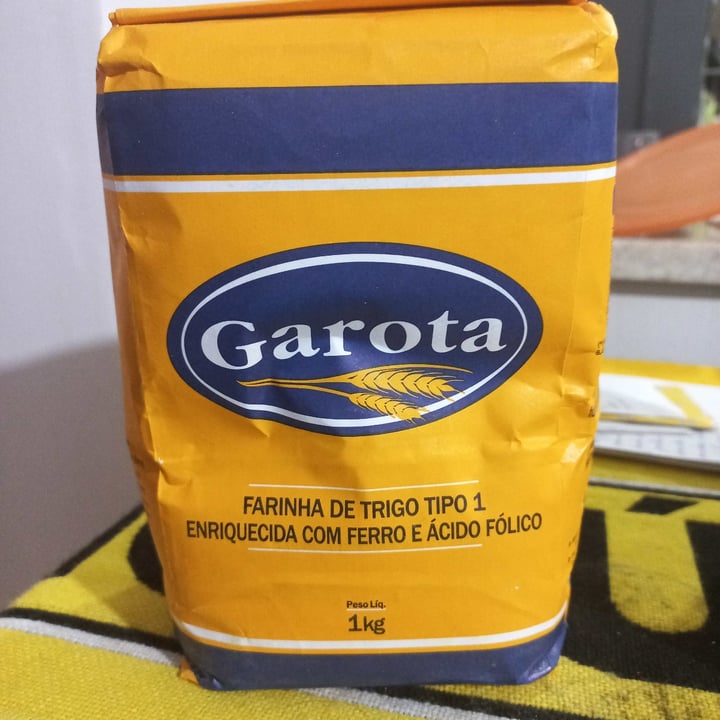 Garota
FARINHA DE TRIGO TIPO 1
ENRIQUECIDA COM FERRO E ÁCIDO FÓLICO
Peso Líq.
1kg